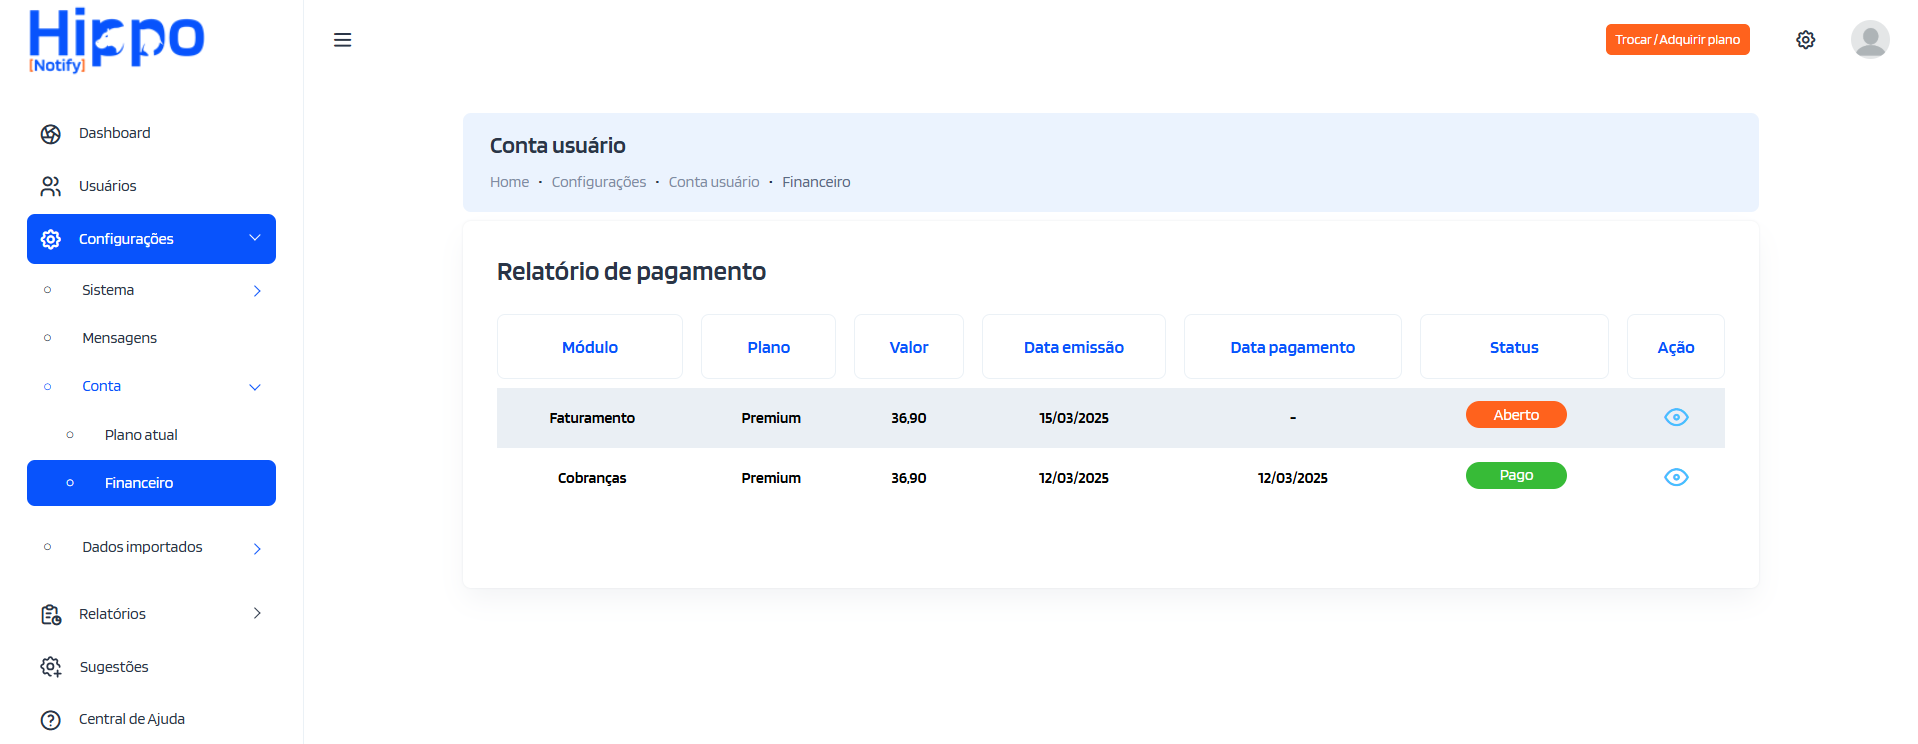 Hippo
[Notify]
Trocar / Adquirir plano
Dashboard
Usuários
Configurações
Sistema
Mensagens
Conta
Plano atual
Financeiro
Dados importados
Relatórios
Sugestões
Central de Ajuda
Conta usuário
Home • Configurações • Conta usuário • Financeiro
Relatório de pagamento
Módulo Plano Valor Data emissão Data pagamento Status Ação
Faturamento Premium 36,90 15/03/2025 - Aberto
Cobranças Premium 36,90 12/03/2025 12/03/2025 Pago